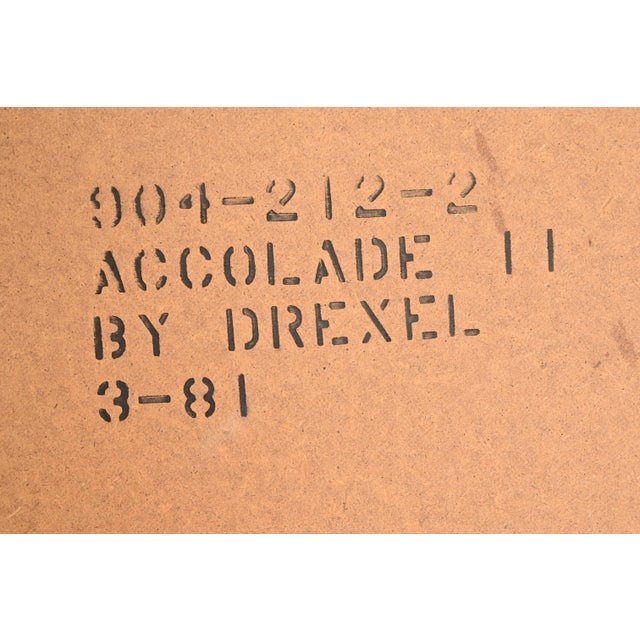 904-212-2
ACCOLADE II
BY DREXEL
3-81